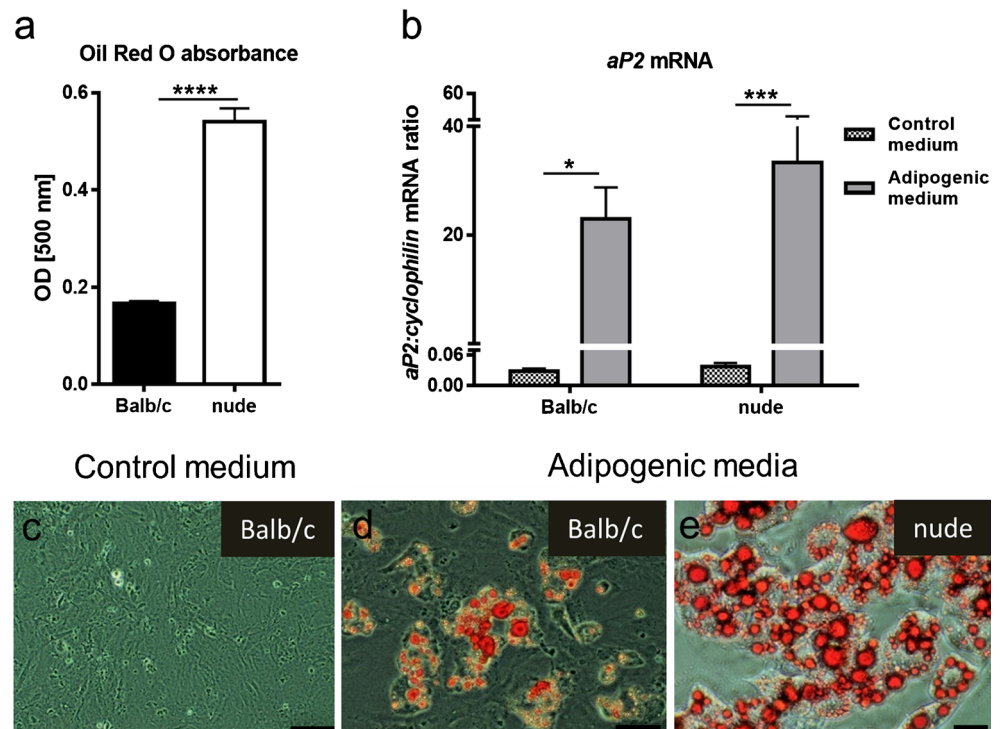 a
Oil Red O absorbance
****
OD [500 nm]
0.6
0.4
0.2
0.0
Balb/c nude
b
aP2 mRNA
aP2:cyclophilin mRNA ratio
60
40
20
0.06
0.00
*
***
Balb/c nude
Control
medium
Adipogenic
medium
Control medium
Adipogenic media
c Balb/c
d Balb/c
e nude